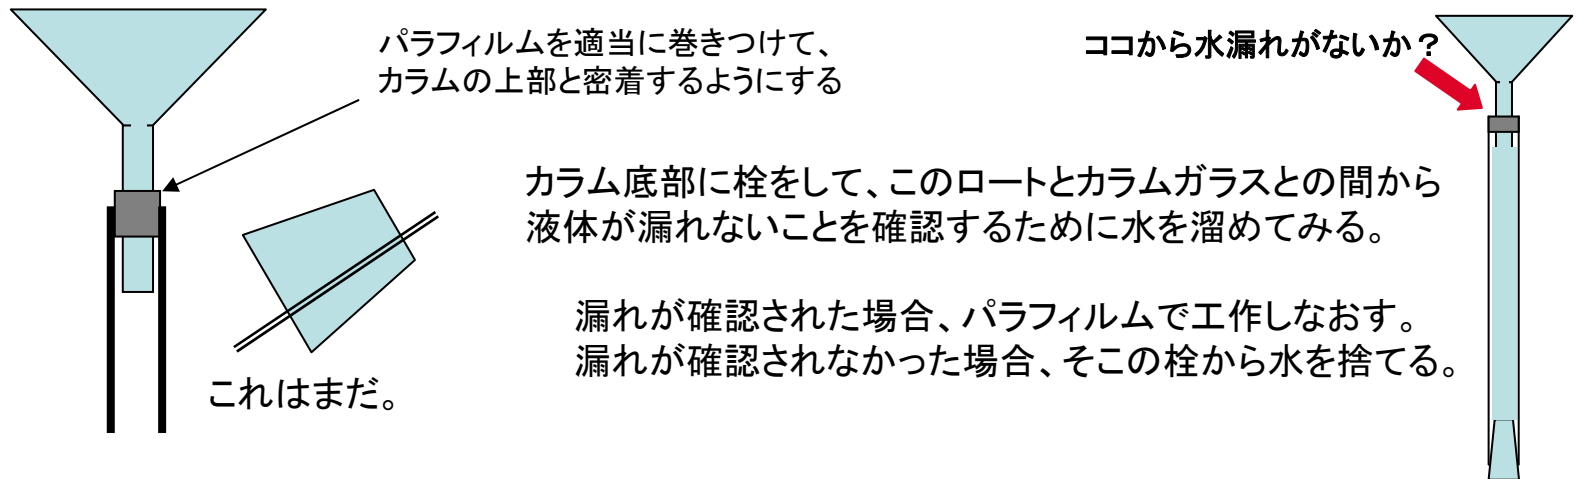 パラフィルムを適当に巻きつけて、
カラムの上部と密着するようにする
ココから水漏れがないか？
カラム底部に栓をして、このロートとカラムガラスとの間から
液体が漏れないことを確認するために水を溜めてみる。
漏れが確認された場合、パラフィルムで工作しなおす。
漏れが確認されなかった場合、そこの栓から水を捨てる。
これはまだ。